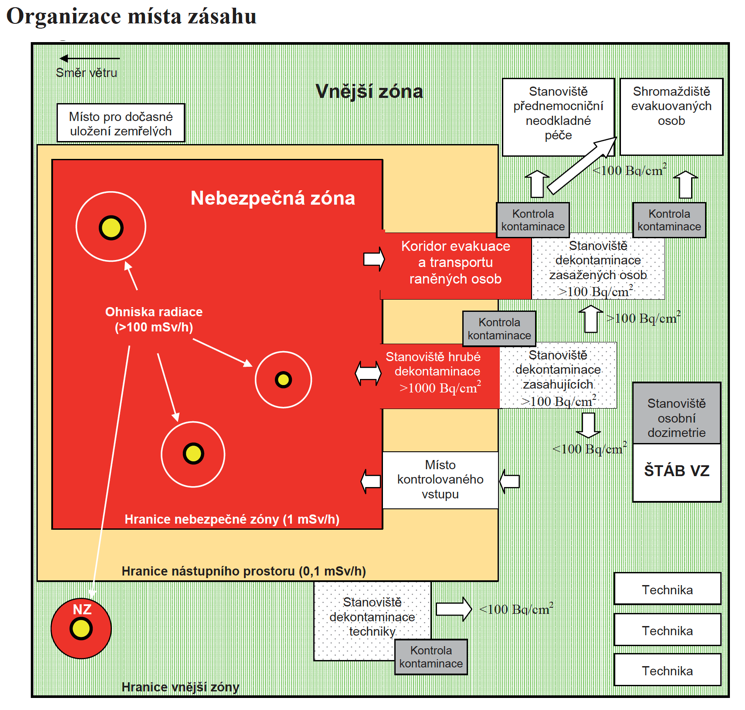 Organizace místa zásahu
Směr větru
Vnější zóna
Místo pro dočasné
uložení zemřelých
Stanoviště
přednemocniční
neodkladné
péče
Shromaždiště
evakuovaných
osob
<100 Bq/cm²
Nebezpečná zóna
Kontrola
kontaminace
Kontrola
kontaminace
Koridor evakuace
a transportu
raněných osob
Stanoviště
dekontaminace
zasažených osob
>100 Bq/cm²
Ohniska radiace
(>100 mSv/h)
Kontrola
kontaminace
>100 Bq/cm²
Stanoviště hrubé
dekontaminace
>1000 Bq/cm²
Stanoviště
dekontaminace
zasahujících
>100 Bq/cm²
Stanoviště
osobní
dozimetrie
ŠTÁB VZ
<100 Bq/cm²
Místo
kontrolovaného
vstupu
Hranice nebezpečné zóny (1 mSv/h)
Hranice nástupního prostoru (0,1 mSv/h)
NZ
Stanoviště
dekontaminace
techniky
<100 Bq/cm²
Kontrola
kontaminace
Technika
Technika
Technika
Hranice vnější zóny